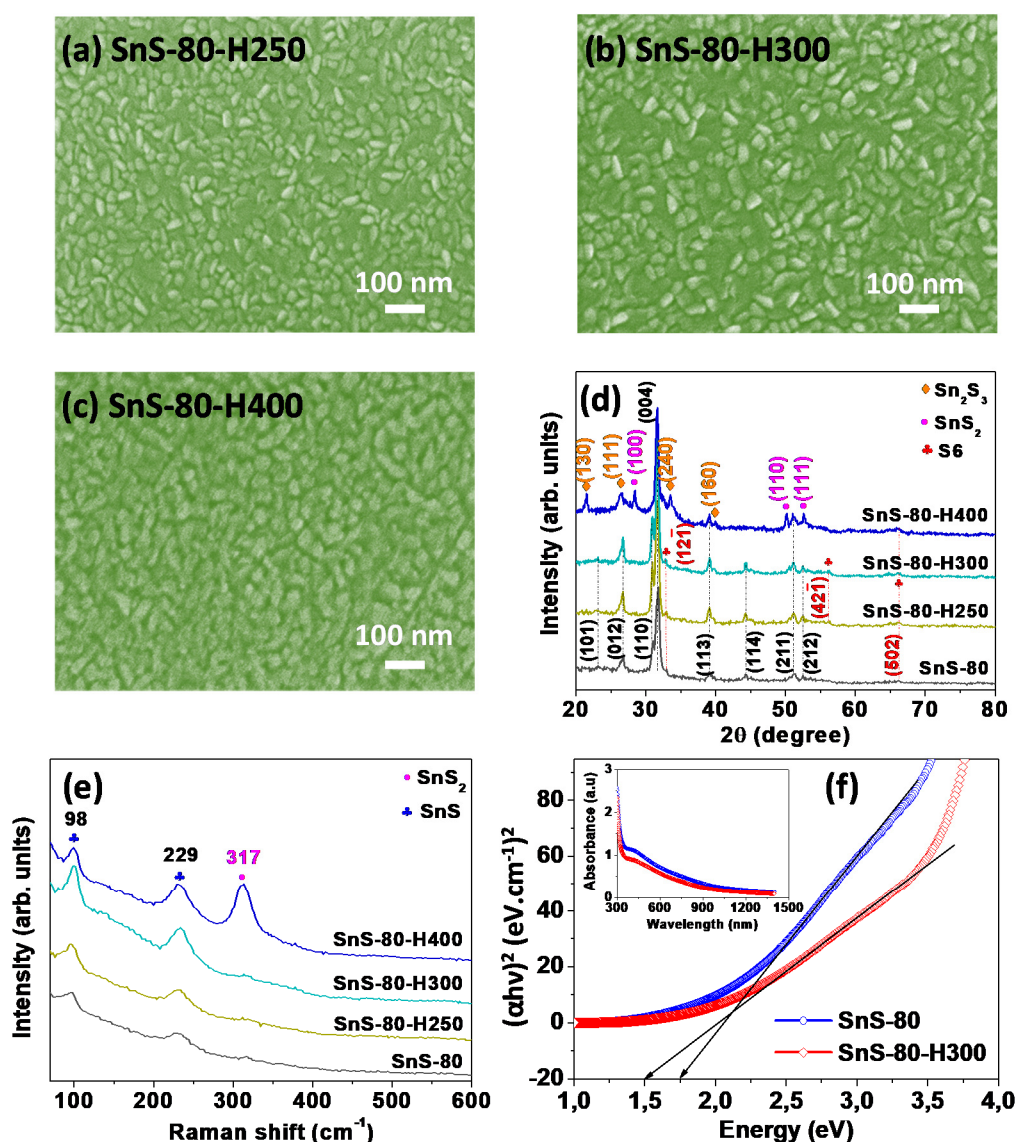 (a) SnS-80-H250
100 nm
(b) SnS-80-H300
100 nm
(c) SnS-80-H400
100 nm
(d)
Intensity (arb. units)
Sn2S3
SnS2
S6
(130)
(111)
(100)
(004)
(240)
(160)
(110)
(111)
SnS-80-H400
(121̄)
SnS-80-H300
(421̄)
SnS-80-H250
(101)
(012)
(110)
(113)
(114)
(211)
(212)
(502)
SnS-80
20 30 40 50 60 70 80
2θ (degree)
(e)
Intensity (arb. units)
SnS2
SnS
98
229
317
SnS-80-H400
SnS-80-H300
SnS-80-H250
SnS-80
100 200 300 400 500 600
Raman shift (cm-1)
(f)
(αhν)2 (eV.cm-1)2
80
60
40
20
0
-20
Absorbance (a.u)
3
2
1
0
300 600 900 1200 1500
Wavelength (nm)
SnS-80
SnS-80-H300
1,0 1,5 2,0 2,5 3,0 3,5 4,0
Energy (eV)